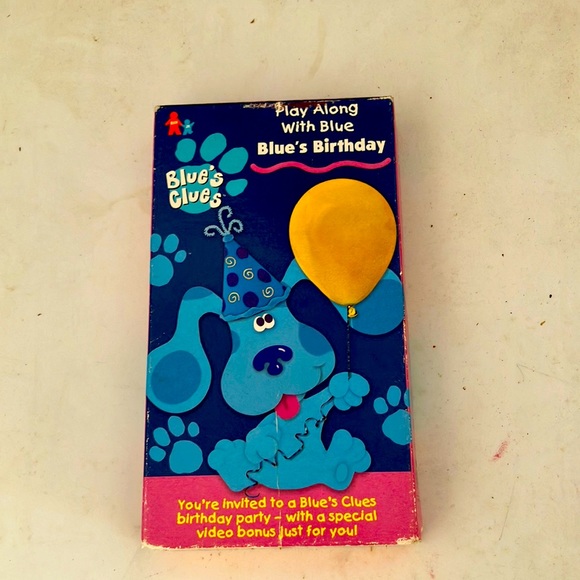 Play Along
With Blue
Blue's Birthday
Blue's
Clues
You're invited to a Blue's Clues
birthday party – with a special
video bonus just for you!